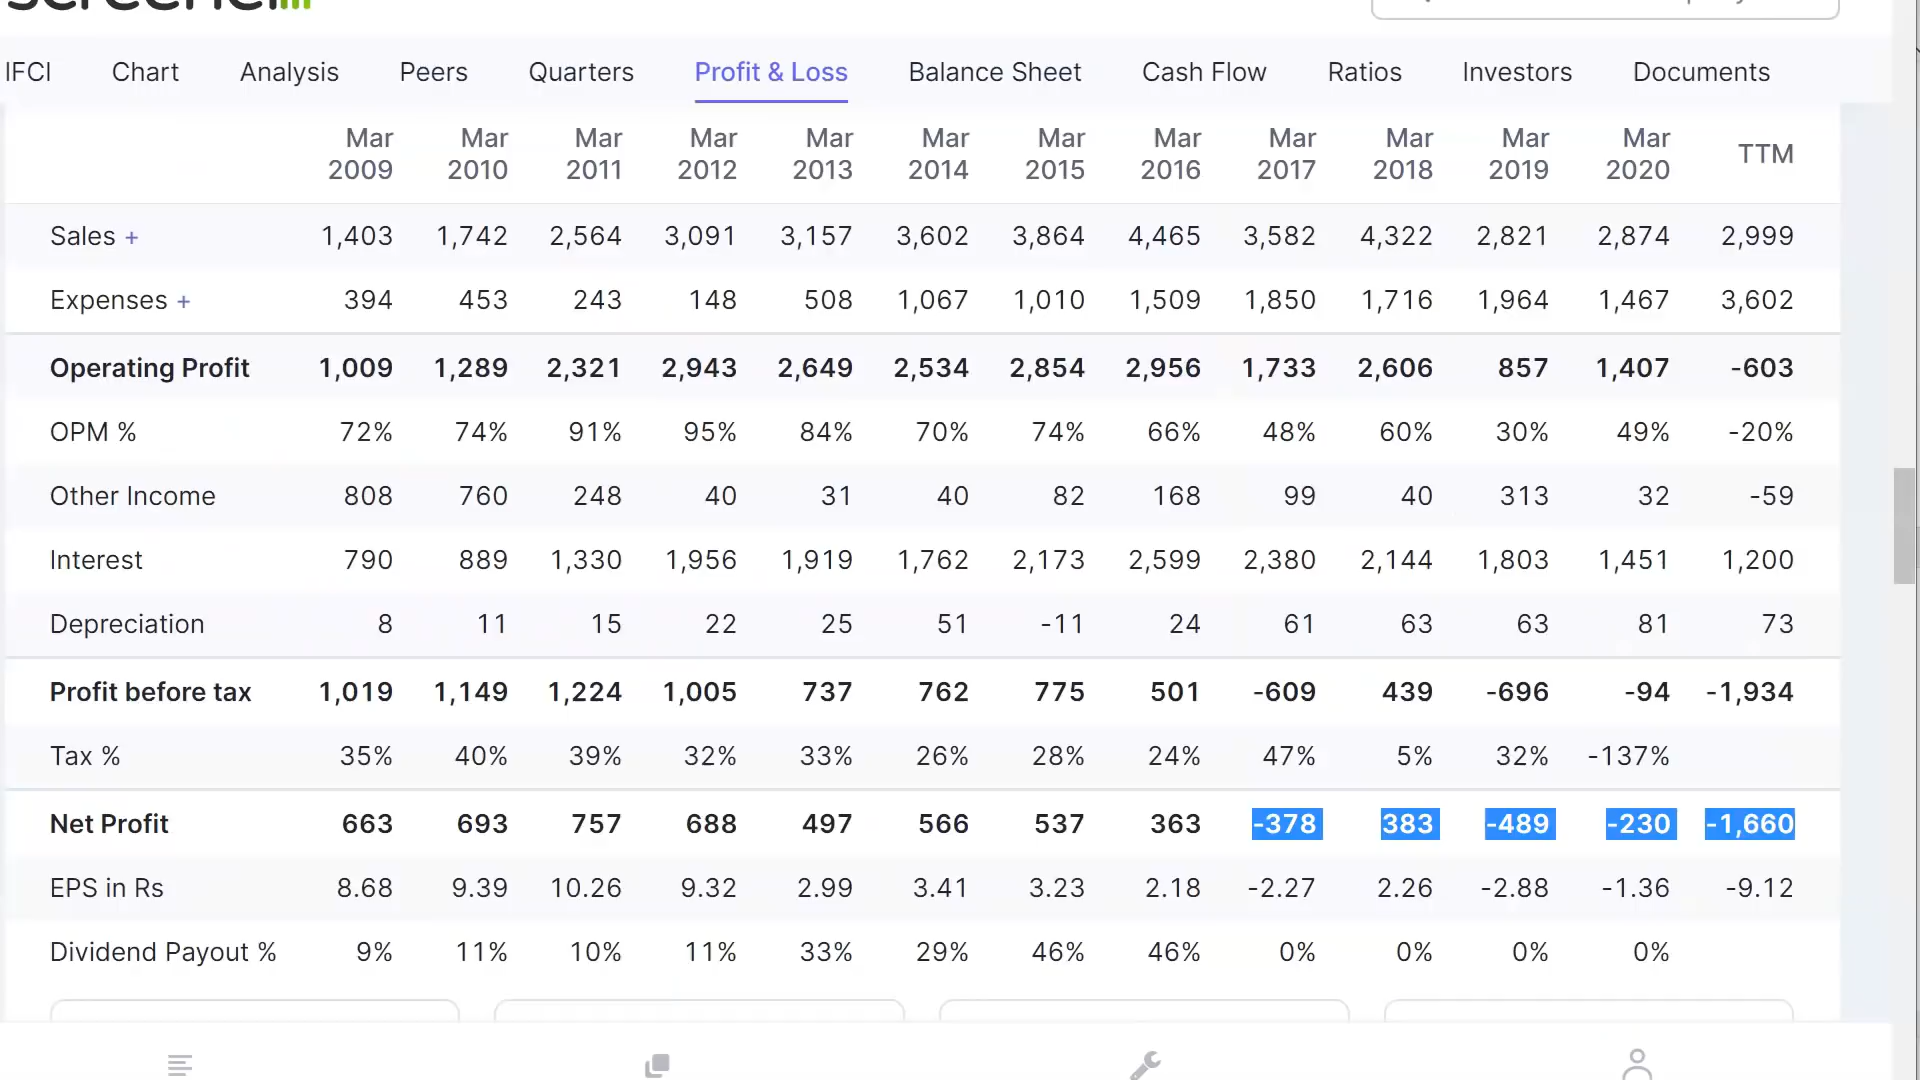 screener
IFCI Chart Analysis Peers Quarters Profit & Loss Balance Sheet Cash Flow Ratios Investors Documents
Mar 2009 Mar 2010 Mar 2011 Mar 2012 Mar 2013 Mar 2014 Mar 2015 Mar 2016 Mar 2017 Mar 2018 Mar 2019 Mar 2020 TTM
Sales + 1,403 1,742 2,564 3,091 3,157 3,602 3,864 4,465 3,582 4,322 2,821 2,874 2,999
Expenses + 394 453 243 148 508 1,067 1,010 1,509 1,850 1,716 1,964 1,467 3,602
Operating Profit 1,009 1,289 2,321 2,943 2,649 2,534 2,854 2,956 1,733 2,606 857 1,407 -603
OPM % 72% 74% 91% 95% 84% 70% 74% 66% 48% 60% 30% 49% -20%
Other Income 808 760 248 40 31 40 82 168 99 40 313 32 -59
Interest 790 889 1,330 1,956 1,919 1,762 2,173 2,599 2,380 2,144 1,803 1,451 1,200
Depreciation 8 11 15 22 25 51 -11 24 61 63 63 81 73
Profit before tax 1,019 1,149 1,224 1,005 737 762 775 501 -609 439 -696 -94 -1,934
Tax % 35% 40% 39% 32% 33% 26% 28% 24% 47% 5% 32% -137%
Net Profit 663 693 757 688 497 566 537 363 -378 383 -489 -230 -1,660
EPS in Rs 8.68 9.39 10.26 9.32 2.99 3.41 3.23 2.18 -2.27 2.26 -2.88 -1.36 -9.12
Dividend Payout % 9% 11% 10% 11% 33% 29% 46% 46% 0% 0% 0% 0%